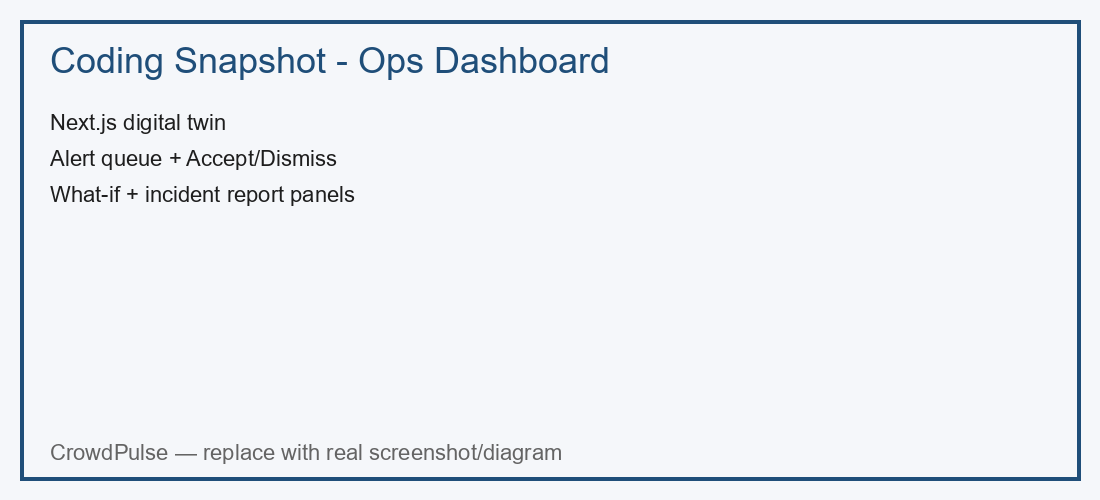 Coding Snapshot - Ops Dashboard
Next.js digital twin
Alert queue + Accept/Dismiss
What-if + incident report panels
CrowdPulse — replace with real screenshot/diagram